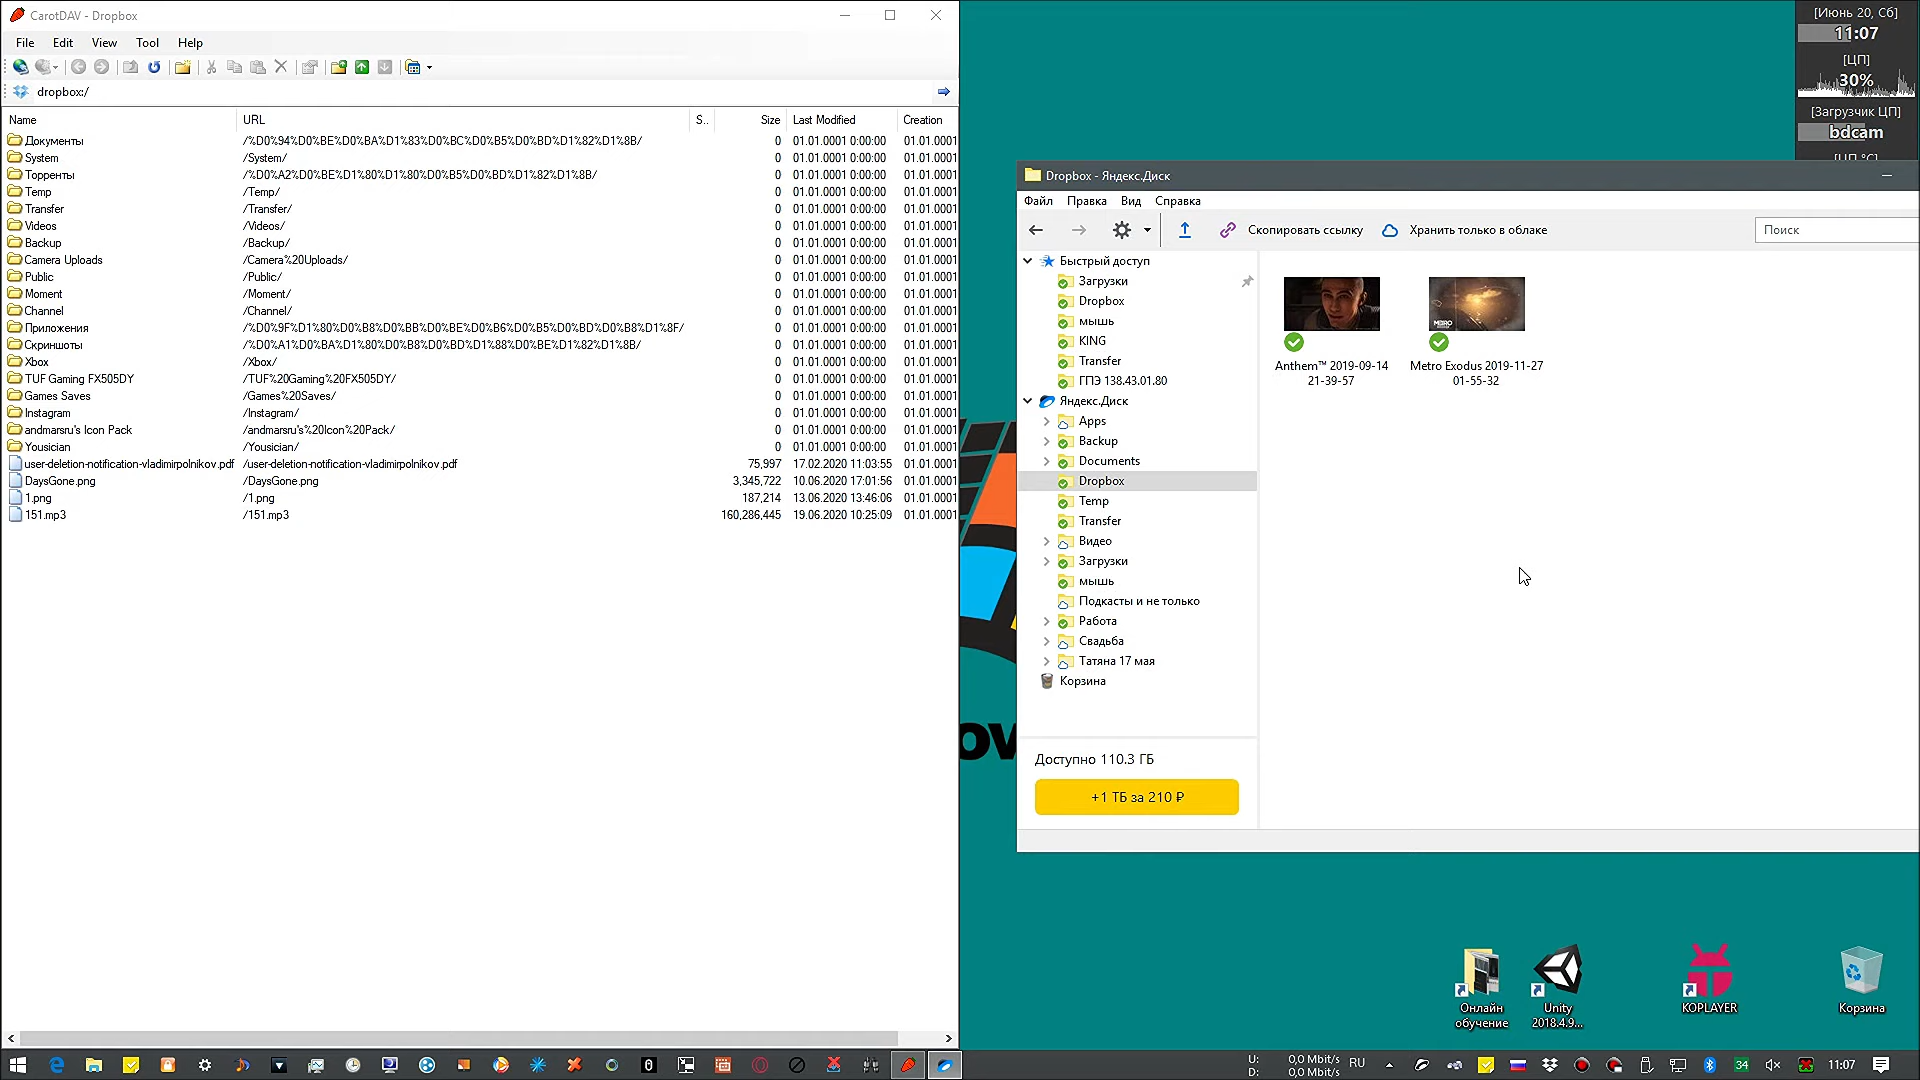 CarotDAV - Dropbox
File Edit View Tool Help
dropbox:/
Name URL S.. Size Last Modified Creation
Документы /%D0%94%D0%BE%D0%BA%D1%83%D0%BC%D0%B5%D0%BD%D1%82%D1%8B/ 0 01.01.0001 0:00:00 01.01.0001
System /System/ 0 01.01.0001 0:00:00 01.01.0001
Торренты /%D0%A2%D0%BE%D1%80%D1%80%D0%B5%D0%BD%D1%82%D1%8B/ 0 01.01.0001 0:00:00 01.01.0001
Temp /Temp/ 0 01.01.0001 0:00:00 01.01.0001
Transfer /Transfer/ 0 01.01.0001 0:00:00 01.01.0001
Videos /Videos/ 0 01.01.0001 0:00:00 01.01.0001
Backup /Backup/ 0 01.01.0001 0:00:00 01.01.0001
Camera Uploads /Camera%20Uploads/ 0 01.01.0001 0:00:00 01.01.0001
Public /Public/ 0 01.01.0001 0:00:00 01.01.0001
Moment /Moment/ 0 01.01.0001 0:00:00 01.01.0001
Channel /Channel/ 0 01.01.0001 0:00:00 01.01.0001
Приложения /%D0%9F%D1%80%D0%B8%D0%BB%D0%BE%D0%B6%D0%B5%D0%BD%D0%B8%D1%8F/ 0 01.01.0001 0:00:00 01.01.0001
Скриншоты /%D0%A1%D0%BA%D1%80%D0%B8%D0%BD%D1%88%D0%BE%D1%82%D1%8B/ 0 01.01.0001 0:00:00 01.01.0001
Xbox /Xbox/ 0 01.01.0001 0:00:00 01.01.0001
TUF Gaming FX505DY /TUF%20Gaming%20FX505DY/ 0 01.01.0001 0:00:00 01.01.0001
Games Saves /Games%20Saves/ 0 01.01.0001 0:00:00 01.01.0001
Instagram /Instagram/ 0 01.01.0001 0:00:00 01.01.0001
andmarsru's Icon Pack /andmarsru's%20Icon%20Pack/ 0 01.01.0001 0:00:00 01.01.0001
Yousician /Yousician/ 0 01.01.0001 0:00:00 01.01.0001
user-deletion-notification-vladimirpolnikov.pdf /user-deletion-notification-vladimirpolnikov.pdf 75,997 17.02.2020 11:03:55 01.01.0001
DaysGone.png /DaysGone.png 3,345,722 10.06.2020 17:01:56 01.01.0001
1.png /1.png 187,214 13.06.2020 13:46:06 01.01.0001
151.mp3 /151.mp3 160,286,445 19.06.2020 10:25:09 01.01.0001
[Июнь 20, Сб]
11:07
[ЦП]
30%
[Загрузчик ЦП]
bdcam
[ЦП °C]
Dropbox - Яндекс.Диск
Файл Правка Вид Справка
Скопировать ссылку Хранить только в облаке Поиск
Быстрый доступ
Загрузки
Dropbox
мышь
KING
Transfer
ГПЭ 138.43.01.80
Яндекс.Диск
Apps
Backup
Documents
Dropbox
Temp
Transfer
Видео
Загрузки
мышь
Подкасты и не только
Работа
Свадьба
Татяна 17 мая
Корзина
METRO
Anthem™ 2019-09-14
21-39-57
Metro Exodus 2019-11-27
01-55-32
Доступно 110.3 ГБ
+1 ТБ за 210 ₽
ow
Онлайн
обучение
Unity
2018.4.9...
KOPLAYER
Корзина
U: 0,0 Mbit/s
D: 0,0 Mbit/s
RU
34
11:07